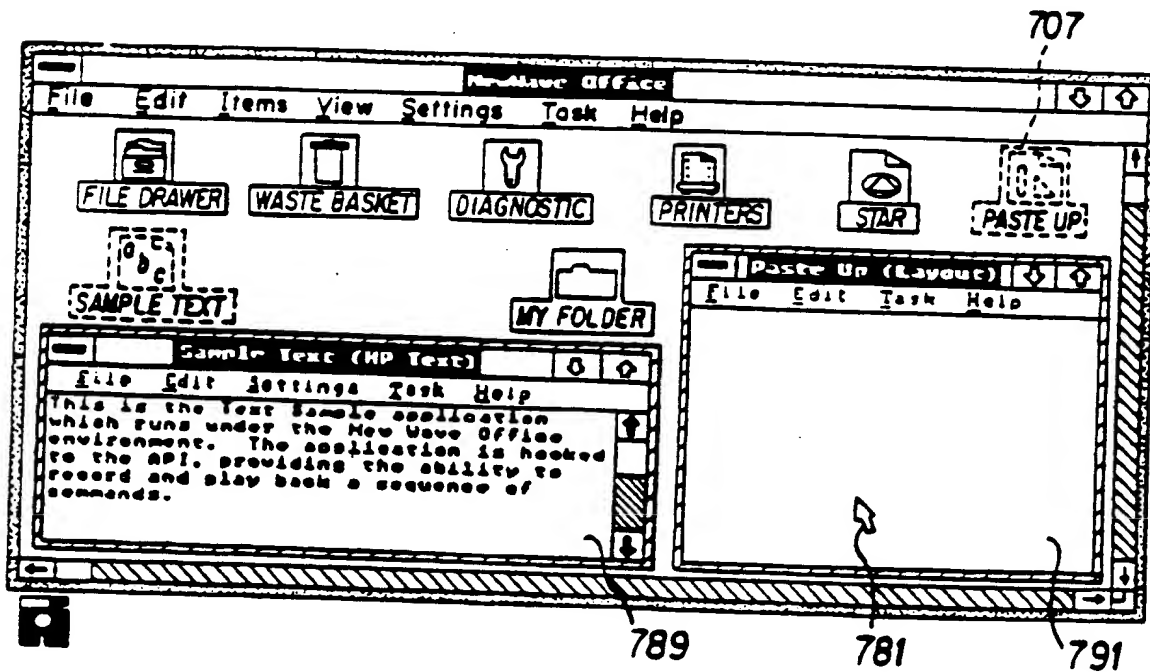 707
NewWave Office
File Edit Items View Settings Task Help
FILE DRAWER WASTE BASKET DIAGNOSTIC PRINTERS STAR PASTE UP
SAMPLE TEXT MY FOLDER
Paste Up (Layout)
File Edit Task Help
Sample Text (HP Text)
File Edit Settings Task Help
This is the Text Sample application
which runs under the New Wave Office
environment. The application is hooked
to the API, providing the ability to
record and play back a sequence of
commands.
a b c
789 781 791